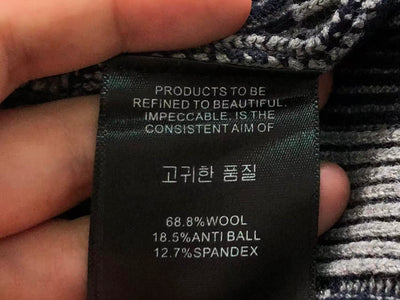 PRODUCTS TO BE
REFINED TO BEAUTIFUL.
IMPECCABLE. IS THE
CONSISTENT AIM OF
고귀한 품질
68.8%WOOL
18.5%ANTI BALL
12.7%SPANDEX